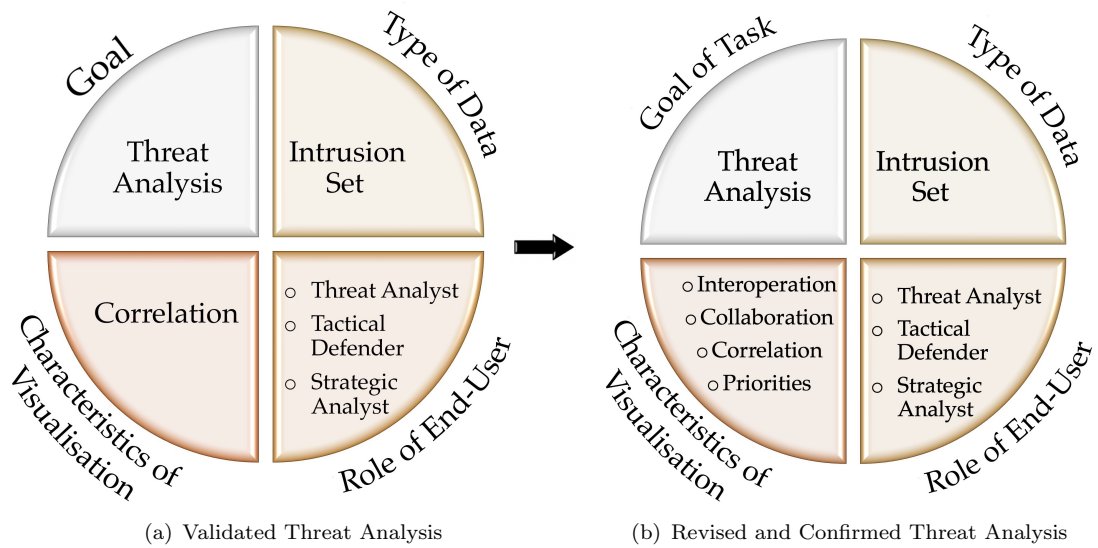 Goal
Type of Data
Threat
Analysis
Intrusion
Set
Correlation
○ Threat Analyst
○ Tactical
Defender
○ Strategic
Analyst
Characteristics of
Visualisation
Role of End-User
(a) Validated Threat Analysis
Goal of Task
Type of Data
Threat
Analysis
Intrusion
Set
○ Interoperation
○ Collaboration
○ Correlation
○ Priorities
○ Threat Analyst
○ Tactical
Defender
○ Strategic
Analyst
Characteristics of
Visualisation
Role of End-User
(b) Revised and Confirmed Threat Analysis